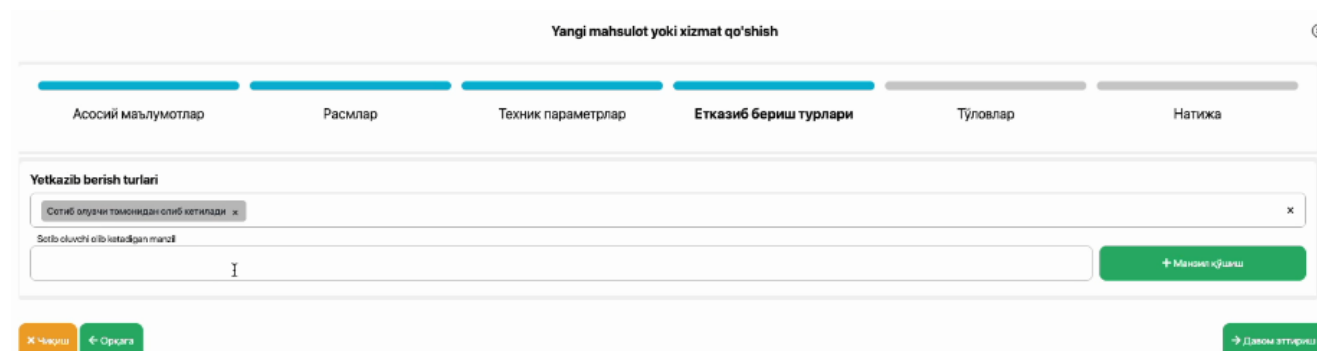 Yangi mahsulot yoki xizmat qo'shish
Асосий маълумотлар
Расмлар
Техник параметрлар
Етказиб бериш турлари
Тўловлар
Натижа
Yetkazib berish turlari
Сотиб олувчи томонидан олиб кетилади ×
×
Sotib oluvchi olib ketadigan manzil
+ Манзил қўшиш
× Чиқиш
← Орқага
→ Давом эттириш